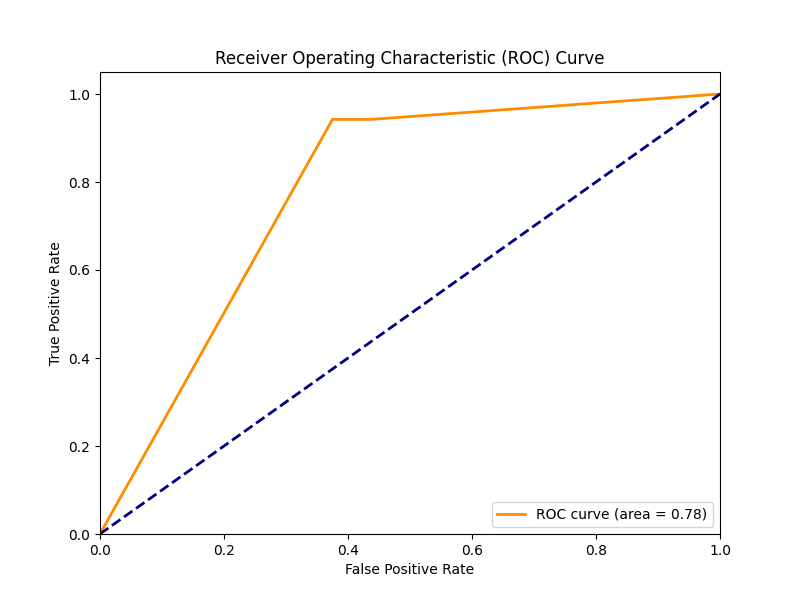 Receiver Operating Characteristic (ROC) Curve
True Positive Rate
1.0
0.8
0.6
0.4
0.2
0.0
0.0 0.2 0.4 0.6 0.8 1.0
False Positive Rate
ROC curve (area = 0.78)